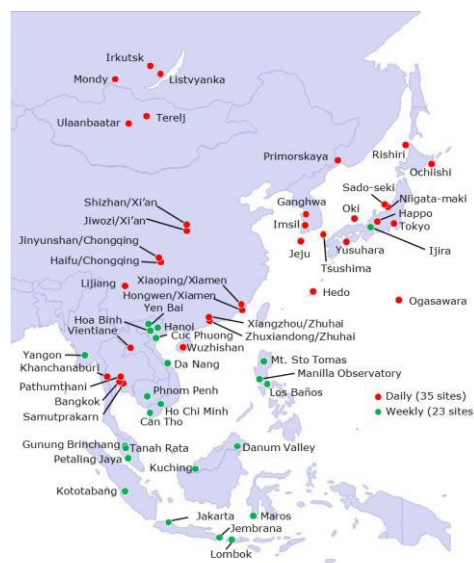 Irkutsk
Mondy
Listvyanka
Ulaanbaatar
Terelj
Primorskaya
Rishiri
Ochiishi
Sado-seki
Niigata-maki
Happo
Tokyo
Ganghwa
Imsil
Oki
Jeju
Yusuhara
Ijira
Tsushima
Shizhan/Xi'an
Jiwozi/Xi'an
Jinyunshan/Chongqing
Haifu/Chongqing
Lijiang
Xiaoping/Xiamen
Hongwen/Xiamen
Hedo
Ogasawara
Yen Bai
Hoa Binh
Hanoi
Xiangzhou/Zhuhai
Vientiane
Cuc Phuong
Zhuxiandong/Zhuhai
Wuzhishan
Yangon
Khanchanaburi
Da Nang
Mt. Sto Tomas
Manilla Observatory
Pathumthani
Bangkok
Phnom Penh
Los Baños
Samutprakarn
Ho Chi Minh
Can Tho
Daily (35 sites)
Weekly (23 sites)
Gunung Brinchang
Tanah Rata
Danum Valley
Petaling Jaya
Kuching
Kototabang
Jakarta
Maros
Jembrana
Lombok